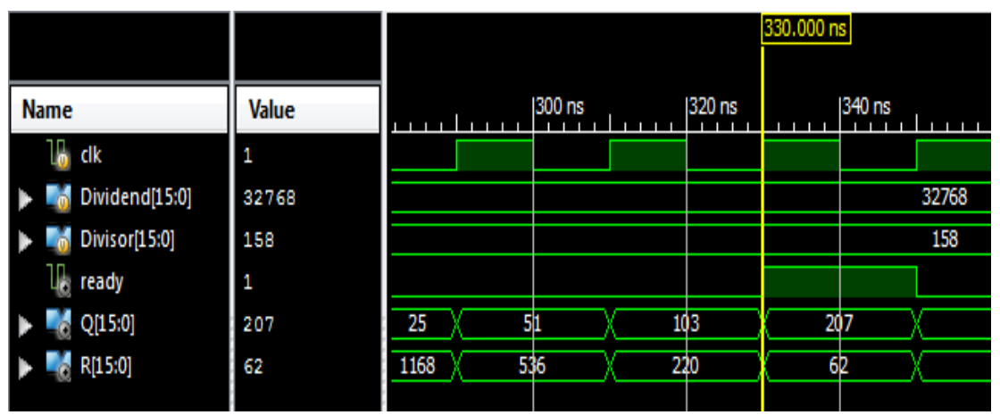 330.000 ns
Name Value 300 ns 320 ns 340 ns
clk 1
Dividend[15:0] 32768 32768
Divisor[15:0] 158 158
ready 1
Q[15:0] 207 25 51 103 207
R[15:0] 62 1168 536 220 62